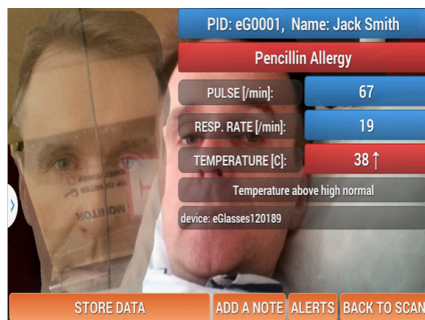 PID: eG0001, Name: Jack Smith
Pencillin Allergy
PULSE [/min]: 67
RESP. RATE [/min]: 19
TEMPERATURE [C]: 38↑
Temperature above high normal
device: eGlasses120189
MONITOR
STORE DATA ADD A NOTE ALERTS BACK TO SCAN